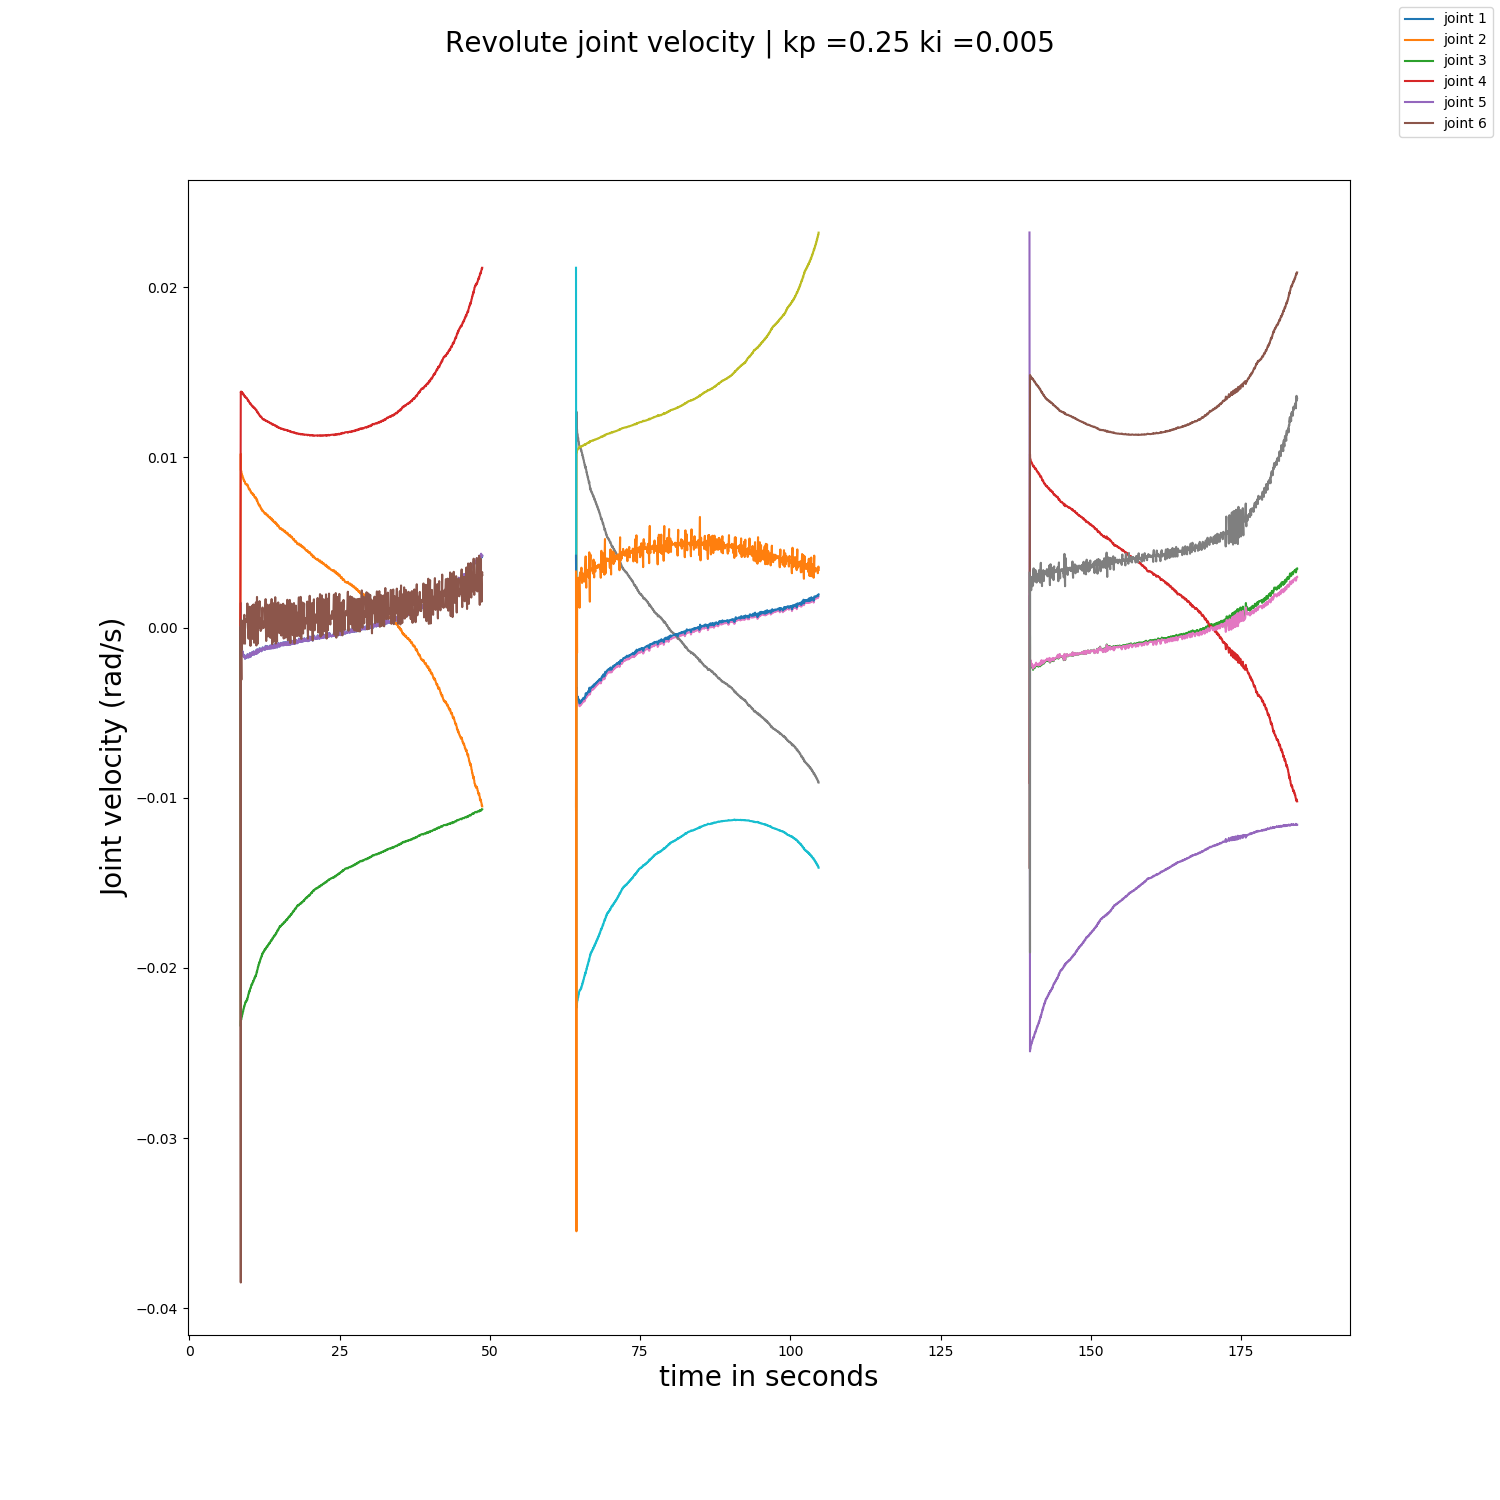 Revolute joint velocity | kp =0.25 ki =0.005
joint 1
joint 2
joint 3
joint 4
joint 5
joint 6
0.02
0.01
0.00
−0.01
−0.02
−0.03
−0.04
Joint velocity (rad/s)
0 25 50 75 100 125 150 175
time in seconds